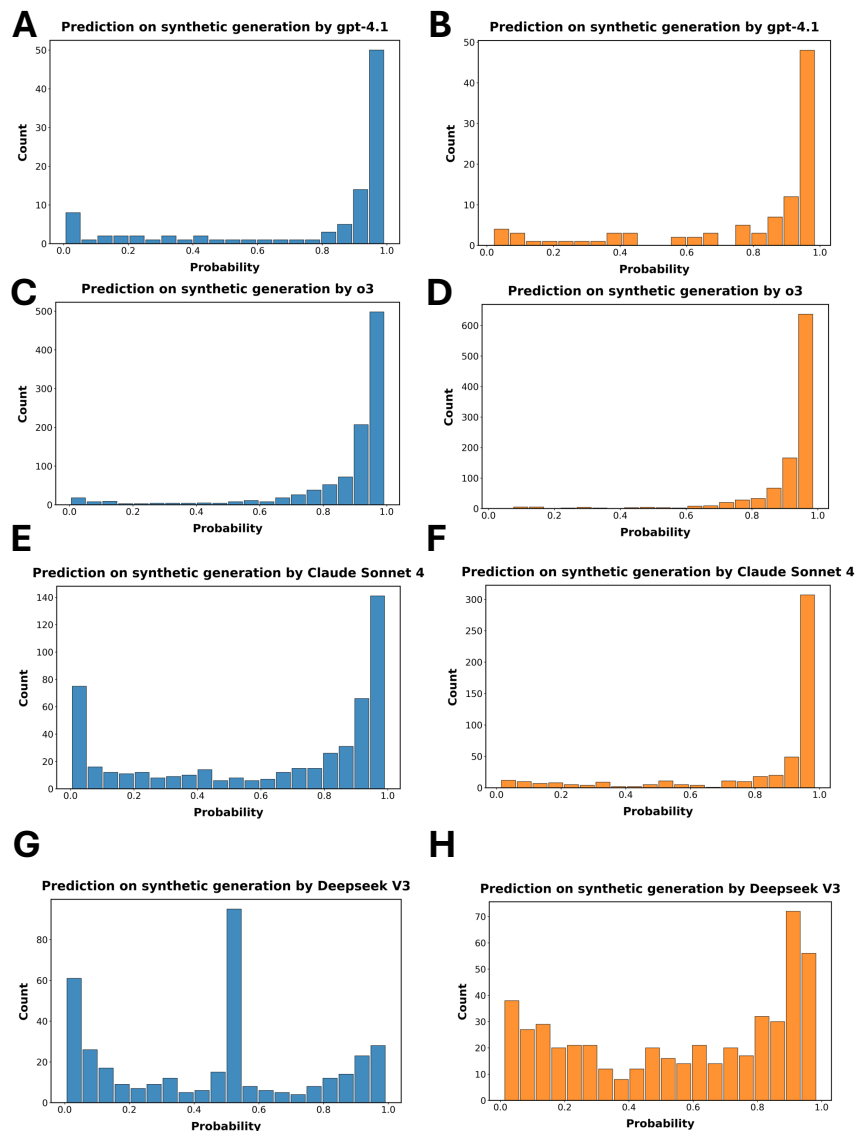 A
Prediction on synthetic generation by gpt-4.1
50
40
30
20
10
0
Count
0.0 0.2 0.4 0.6 0.8 1.0
Probability
B
Prediction on synthetic generation by gpt-4.1
50
40
30
20
10
0
Count
0.0 0.2 0.4 0.6 0.8 1.0
Probability
C
Prediction on synthetic generation by o3
500
400
300
200
100
0
Count
0.0 0.2 0.4 0.6 0.8 1.0
Probability
D
Prediction on synthetic generation by o3
600
500
400
300
200
100
0
Count
0.0 0.2 0.4 0.6 0.8 1.0
Probability
E
Prediction on synthetic generation by Claude Sonnet 4
140
120
100
80
60
40
20
0
Count
0.0 0.2 0.4 0.6 0.8 1.0
Probability
F
Prediction on synthetic generation by Claude Sonnet 4
300
250
200
150
100
50
0
Count
0.0 0.2 0.4 0.6 0.8 1.0
Probability
G
Prediction on synthetic generation by Deepseek V3
80
60
40
20
0
Count
0.0 0.2 0.4 0.6 0.8 1.0
Probability
H
Prediction on synthetic generation by Deepseek V3
70
60
50
40
30
20
10
0
Count
0.0 0.2 0.4 0.6 0.8 1.0
Probability